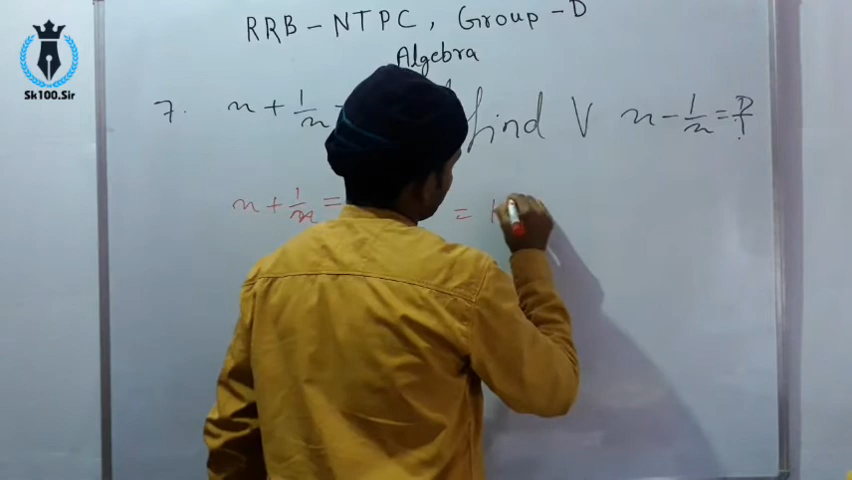 Sk100.Sir
RRB - NTPC, Group - D
Algebra
7. x + 1/x find V x - 1/x = ?
x + 1/x = =